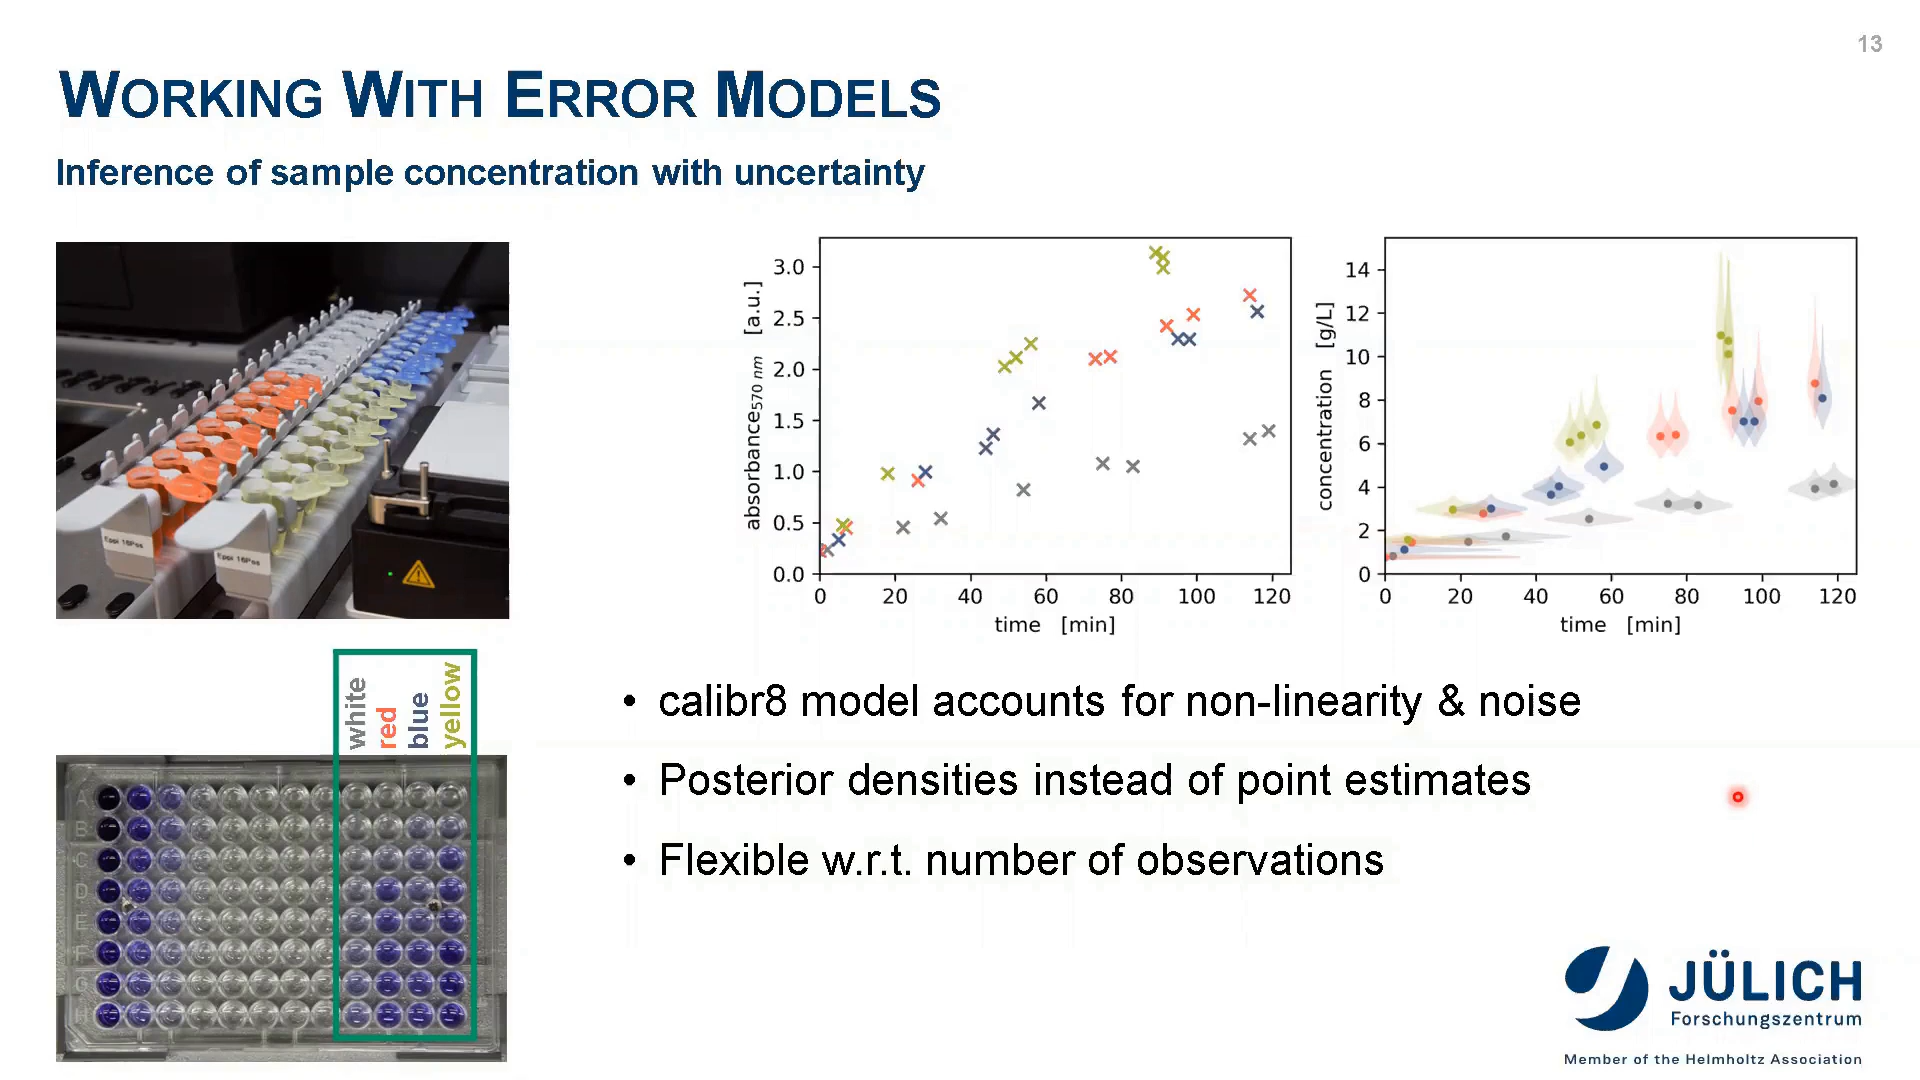 13
WORKING WITH ERROR MODELS
Inference of sample concentration with uncertainty
Eppi 16Pos
Eppi 16Pos
absorbance570 nm [a.u.]
3.0
2.5
2.0
1.5
1.0
0.5
0.0
0 20 40 60 80 100 120
time [min]
concentration [g/L]
14
12
10
8
6
4
2
0
0 20 40 60 80 100 120
time [min]
white
red
blue
yellow
A
B
C
D
E
F
G
H
• calibr8 model accounts for non-linearity & noise
• Posterior densities instead of point estimates
• Flexible w.r.t. number of observations
JÜLICH
Forschungszentrum
Member of the Helmholtz Association